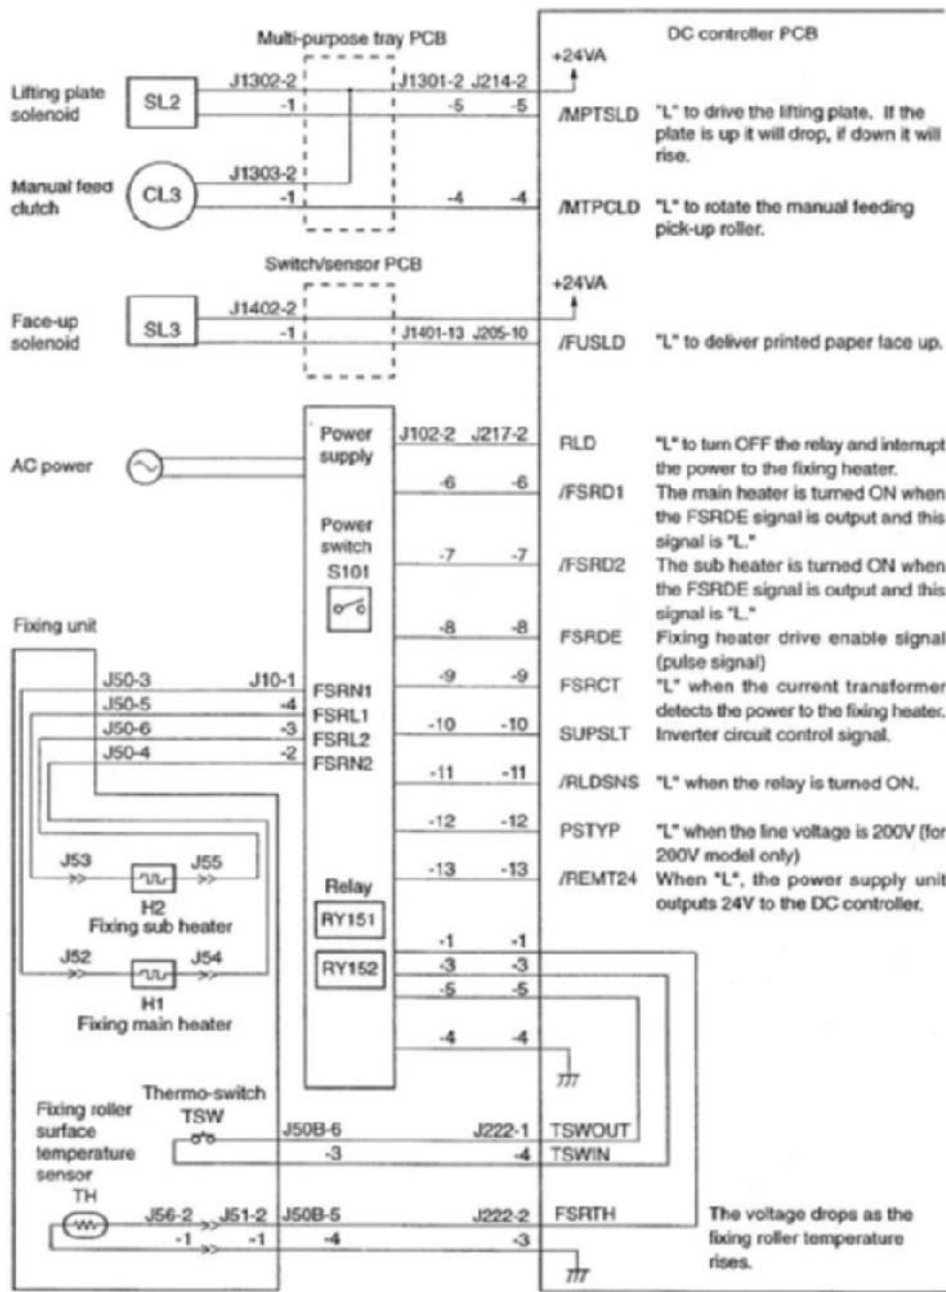 Multi-purpose tray PCB
DC controller PCB
+24VA
Lifting plate
solenoid
SL2
J1302-2
J1301-2 J214-2
-1 -5 -5
/MPTSLD "L" to drive the lifting plate. If the
plate is up it will drop, if down it will
rise.
Manual feed
clutch
CL3
J1303-2
-1 -4 -4
/MTPCLD "L" to rotate the manual feeding
pick-up roller.
Switch/sensor PCB
+24VA
Face-up
solenoid
SL3
J1402-2
-1 J1401-13 J205-10
/FUSLD "L" to deliver printed paper face up.
AC power
Power
supply
J102-2 J217-2
RLD "L" to turn OFF the relay and interrupt
the power to the fixing heater.
-6 -6
/FSRD1 The main heater is turned ON when
the FSRDE signal is output and this
signal is "L."
Power
switch
S101
-7 -7
/FSRD2 The sub heater is turned ON when
the FSRDE signal is output and this
signal is "L."
-8 -8
FSRDE Fixing heater drive enable signal
(pulse signal)
-9 -9
FSRCT "L" when the current transformer
detects the power to the fixing heater.
-10 -10
SUPSLT Inverter circuit control signal.
-11 -11
/RLDSNS "L" when the relay is turned ON.
-12 -12
PSTYP "L" when the line voltage is 200V (for
200V model only)
-13 -13
/REMT24 When "L", the power supply unit
outputs 24V to the DC controller.
Fixing unit
J50-3 J10-1 FSRN1
J50-5 -4 FSRL1
J50-6 -3 FSRL2
J50-4 -2 FSRN2
J53 J55
H2
Fixing sub heater
J52 J54
H1
Fixing main heater
Relay
RY151
RY152
-1 -1
-3 -3
-5 -5
-4 -4
Thermo-switch
TSW
J50B-6 J222-1 TSWOUT
-3 -4 TSWIN
Fixing roller
surface
temperature
sensor
TH
J56-2 J51-2 J50B-5 J222-2 FSRTH
-1 -1 -4 -3
The voltage drops as the
fixing roller temperature
rises.